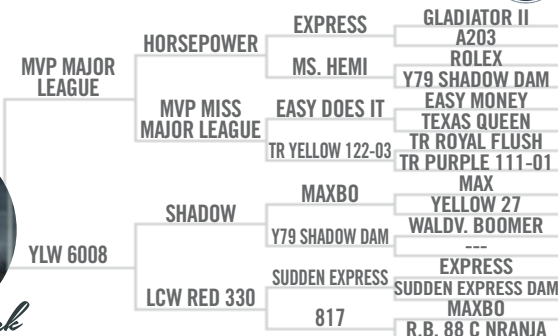 EXPRESS
GLADIATOR II
A203
HORSEPOWER
MS. HEMI
ROLEX
Y79 SHADOW DAM
MVP MAJOR
LEAGUE
MVP MISS
MAJOR LEAGUE
EASY DOES IT
EASY MONEY
TEXAS QUEEN
TR YELLOW 122-03
TR ROYAL FLUSH
TR PURPLE 111-01
YLW 6008
SHADOW
MAXBO
MAX
YELLOW 27
Y79 SHADOW DAM
WALDV. BOOMER
---
LCW RED 330
SUDDEN EXPRESS
EXPRESS
SUDDEN EXPRESS DAM
817
MAXBO
R.B. 88 C NRANJA